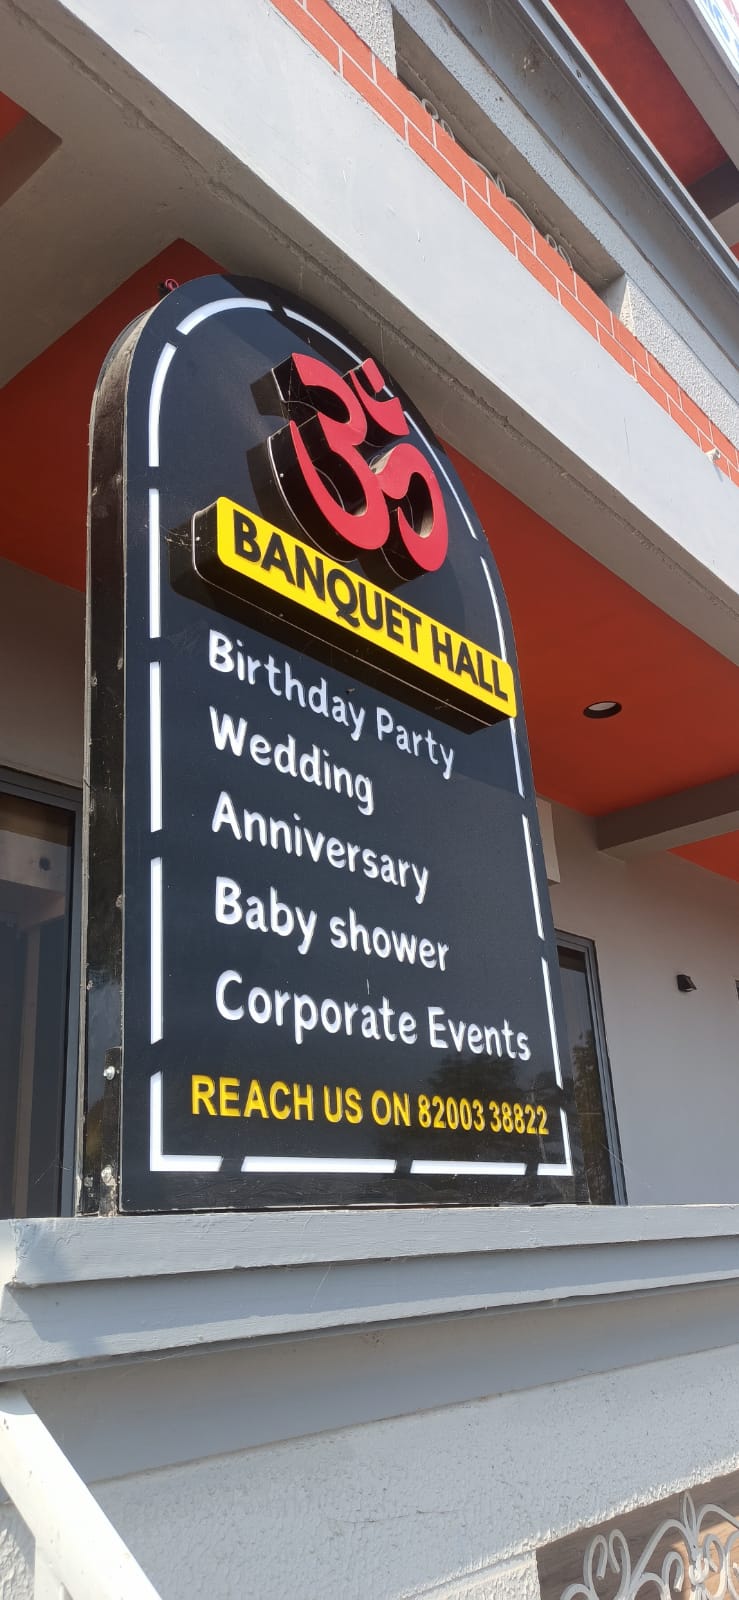 ॐ
BANQUET HALL
Birthday Party
Wedding
Anniversary
Baby shower
Corporate Events
REACH US ON 82003 38822